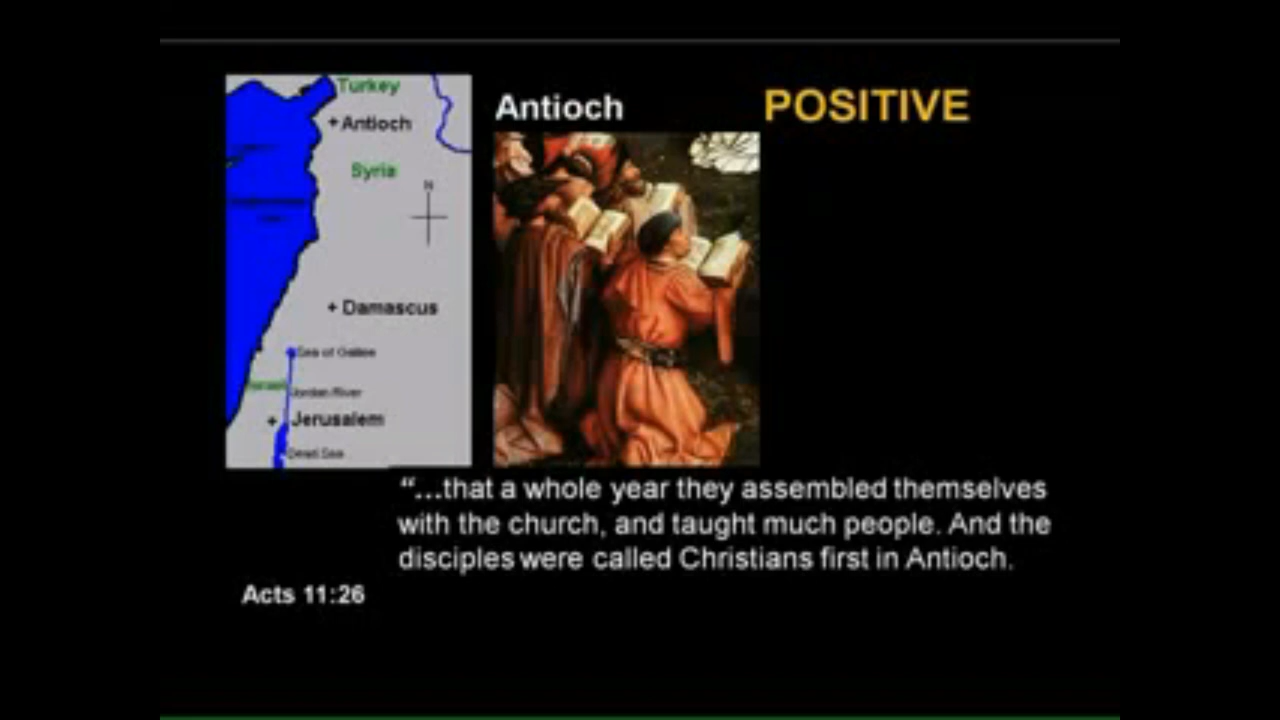 Turkey
+Antioch
Syria
N
+ Damascus
Sea of Galilee
Israel
Jordan River
+ Jerusalem
Dead Sea
Antioch
POSITIVE
“...that a whole year they assembled themselves
with the church, and taught much people. And the
disciples were called Christians first in Antioch.
Acts 11:26